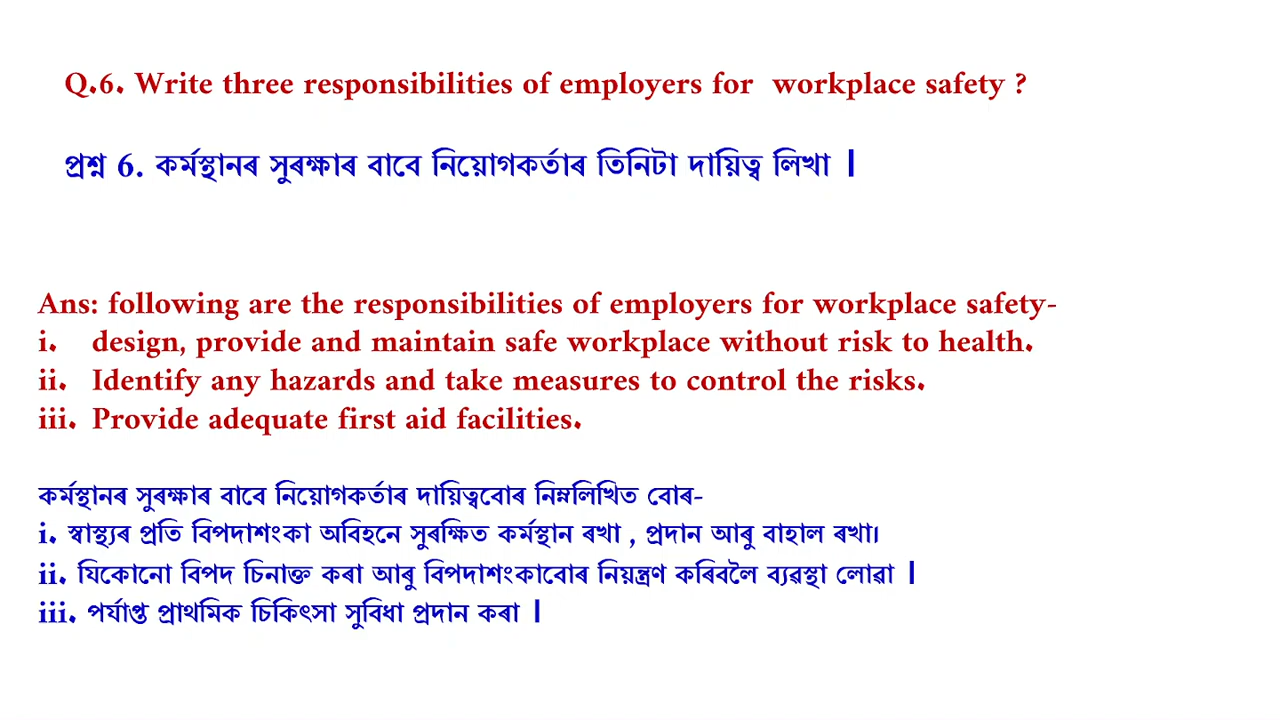 Q.6. Write three responsibilities of employers for workplace safety ?
প্ৰশ্ন 6. কৰ্মস্থানৰ সুৰক্ষাৰ বাবে নিয়োগকৰ্তাৰ তিনিটা দায়িত্ব লিখা |
Ans: following are the responsibilities of employers for workplace safety-
i. design, provide and maintain safe workplace without risk to health.
ii. Identify any hazards and take measures to control the risks.
iii. Provide adequate first aid facilities.
কৰ্মস্থানৰ সুৰক্ষাৰ বাবে নিয়োগকৰ্তাৰ দায়িত্ববোৰ নিম্নলিখিত বোৰ-
i. স্বাস্থ্যৰ প্ৰতি বিপদাশংকা অবিহনে সুৰক্ষিত কৰ্মস্থান ৰখা , প্ৰদান আৰু বাহাল ৰখা।
ii. যিকোনো বিপদ চিনাক্ত কৰা আৰু বিপদাশংকাবোৰ নিয়ন্ত্ৰণ কৰিবলৈ ব্যৱস্থা লোৱা |
iii. পৰ্যাপ্ত প্ৰাথমিক চিকিৎসা সুবিধা প্ৰদান কৰা |